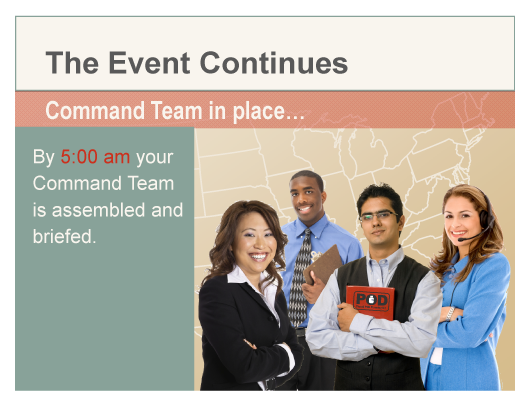 The Event Continues
Command Team in place…
By 5:00 am your
Command Team
is assembled and
briefed.
POD